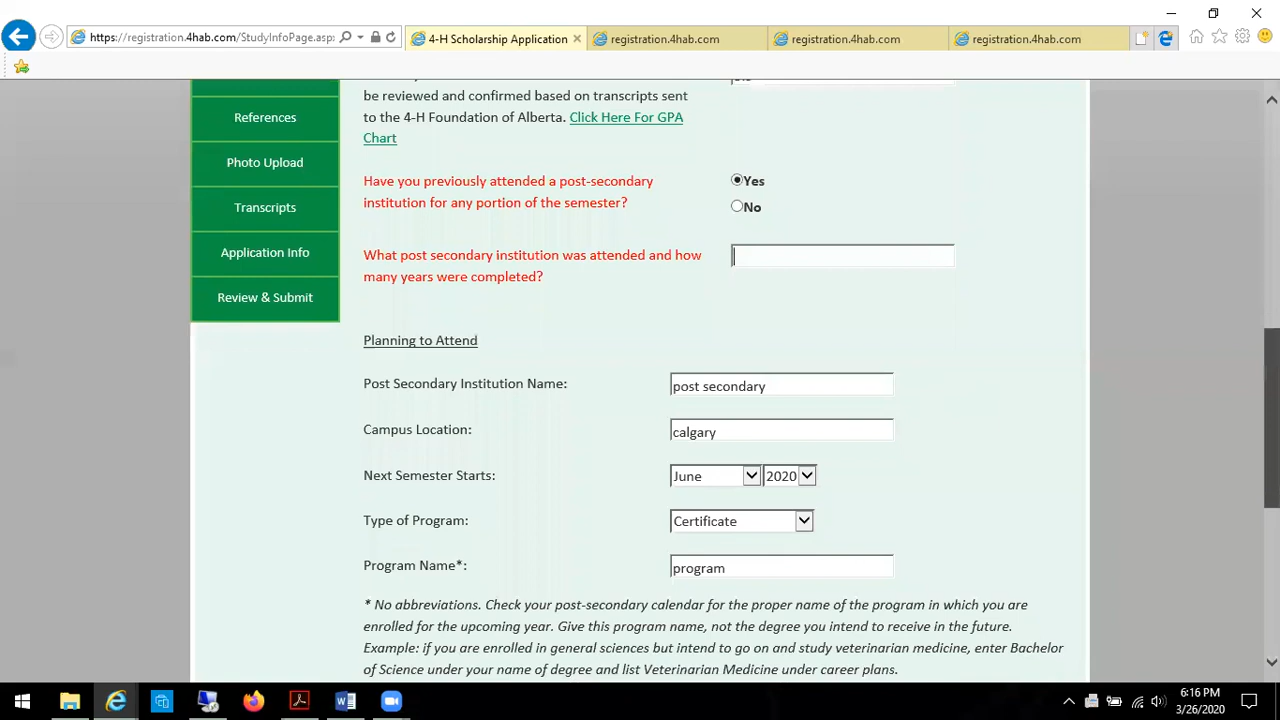 https://registration.4hab.com/StudyInfoPage.asp:
4-H Scholarship Application
registration.4hab.com
registration.4hab.com
registration.4hab.com
References
Photo Upload
Transcripts
Application Info
Review & Submit
be reviewed and confirmed based on transcripts sent
to the 4-H Foundation of Alberta. Click Here For GPA
Chart
Have you previously attended a post-secondary
institution for any portion of the semester?
Yes
No
What post secondary institution was attended and how
many years were completed?
Planning to Attend
Post Secondary Institution Name:
post secondary
Campus Location:
calgary
Next Semester Starts:
June 2020
Type of Program:
Certificate
Program Name*:
program
* No abbreviations. Check your post-secondary calendar for the proper name of the program in which you are
enrolled for the upcoming year. Give this program name, not the degree you intend to receive in the future.
Example: if you are enrolled in general sciences but intend to go on and study veterinarian medicine, enter Bachelor
of Science under your name of degree and list Veterinarian Medicine under career plans.
6:16 PM
3/26/2020